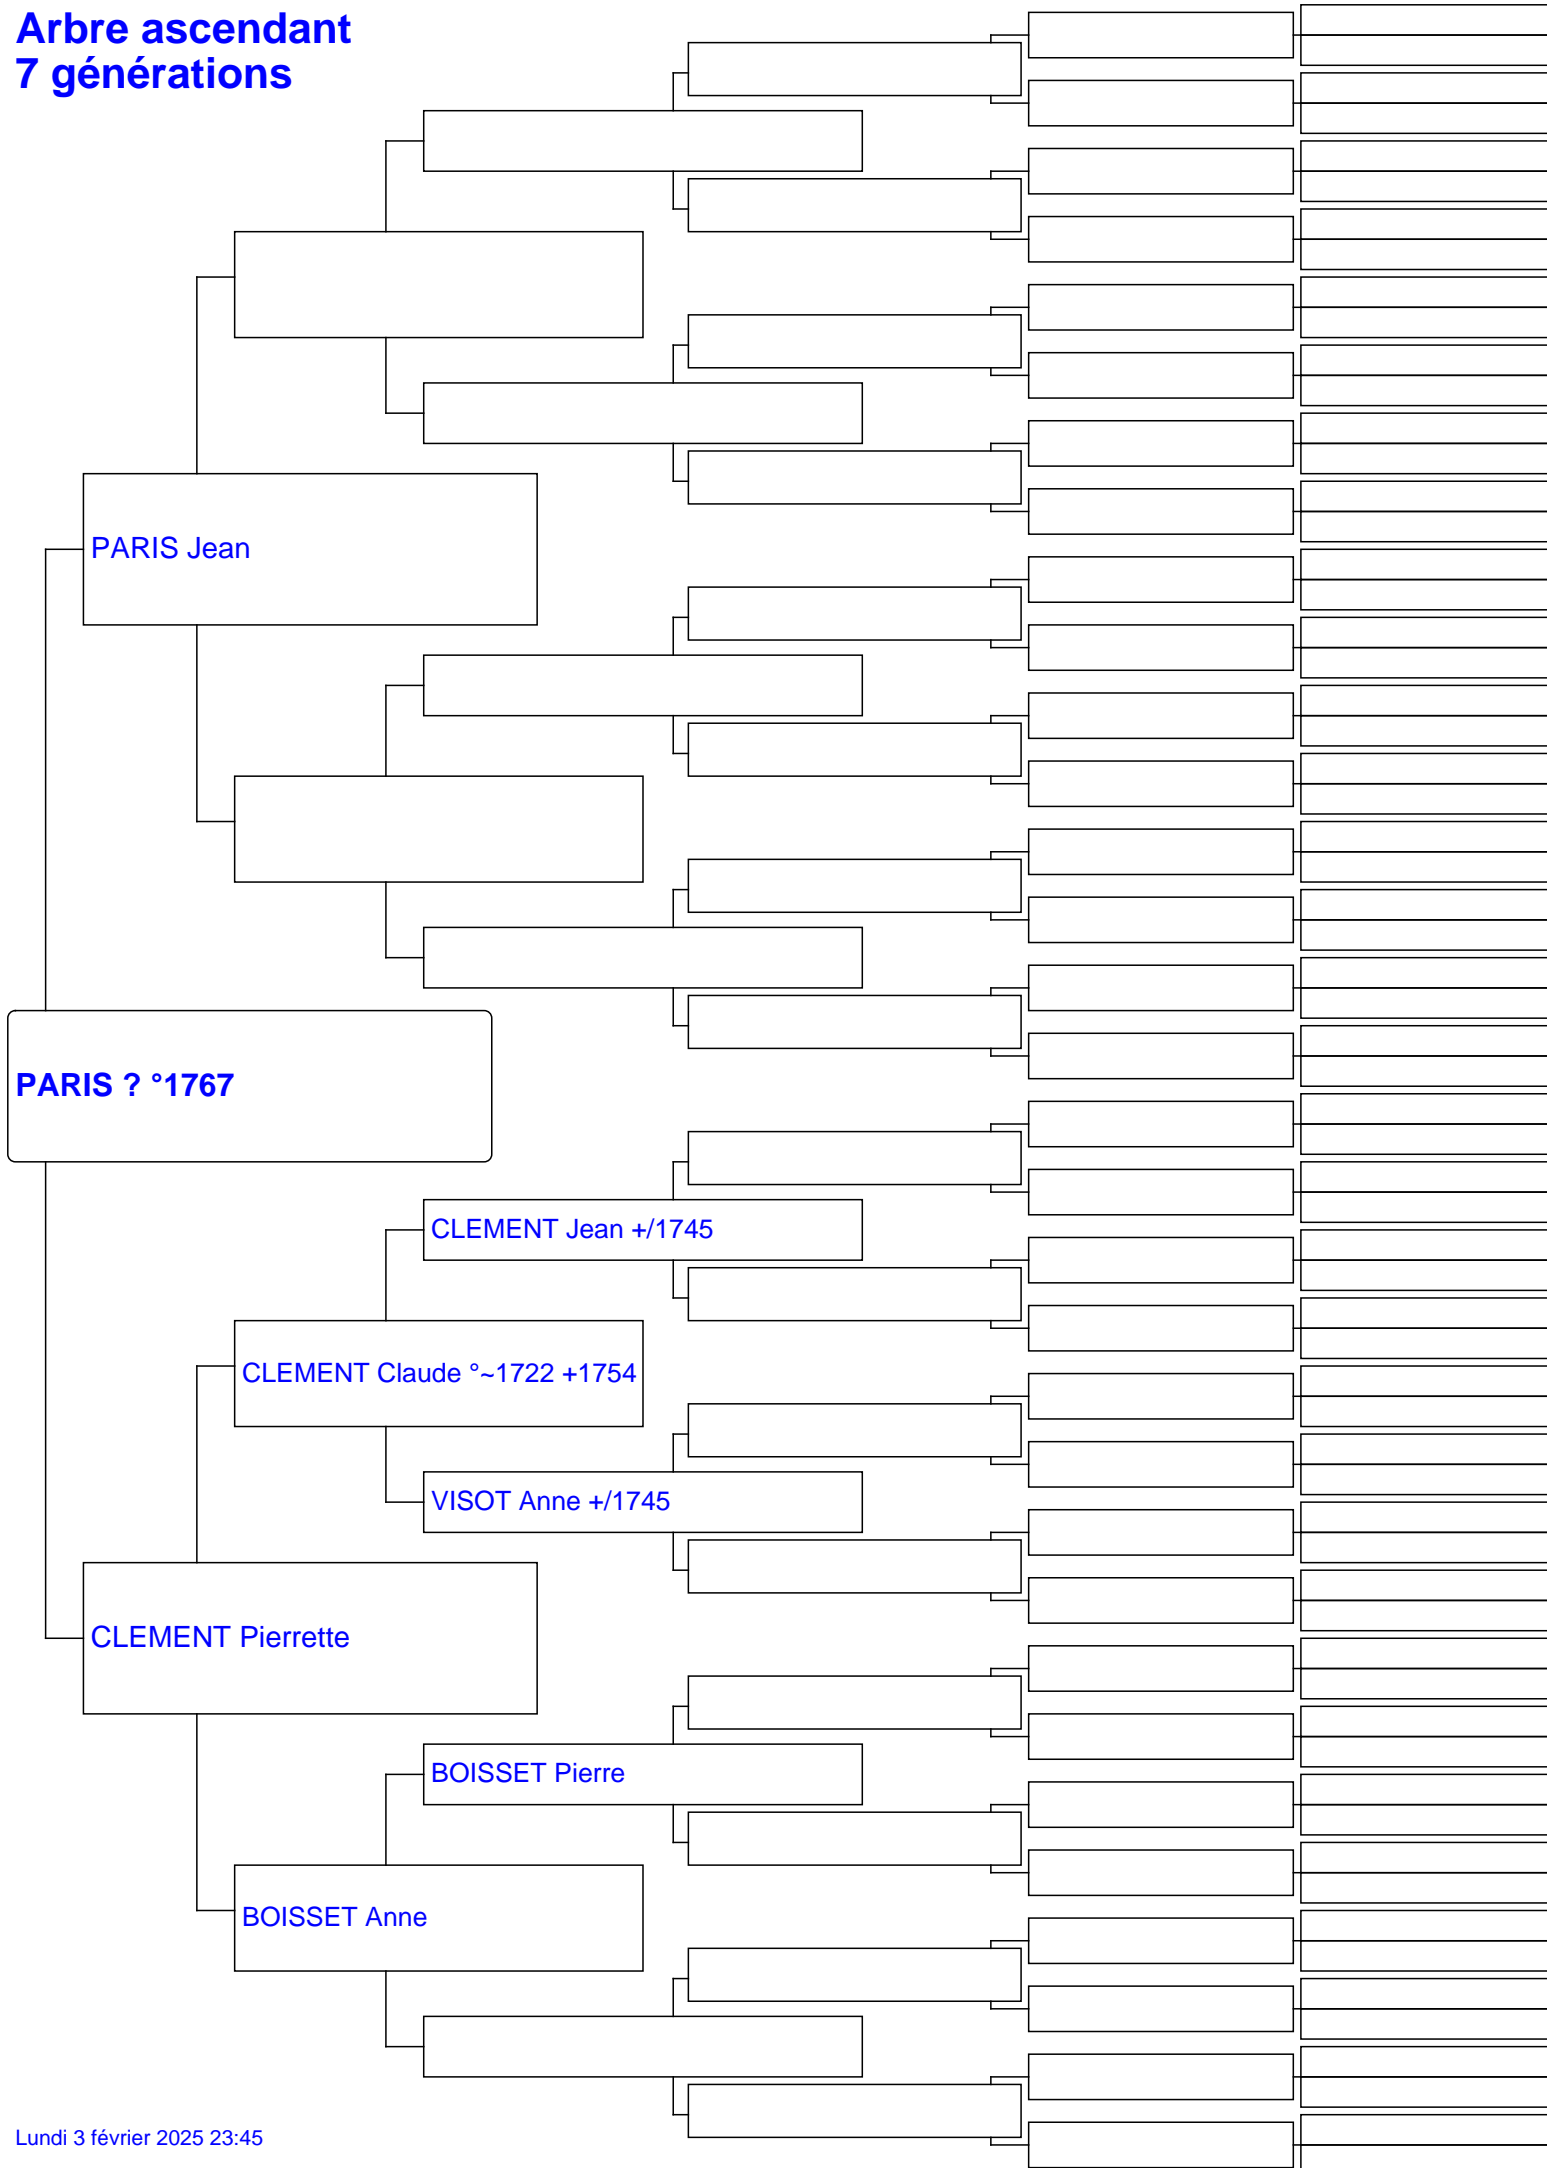 Arbre ascendant
7 générations
PARIS Jean
PARIS ? °1767
CLEMENT Jean +/1745
CLEMENT Claude °~1722 +1754
VISOT Anne +/1745
CLEMENT Pierrette
BOISSET Pierre
BOISSET Anne
Lundi 3 février 2025 23:45